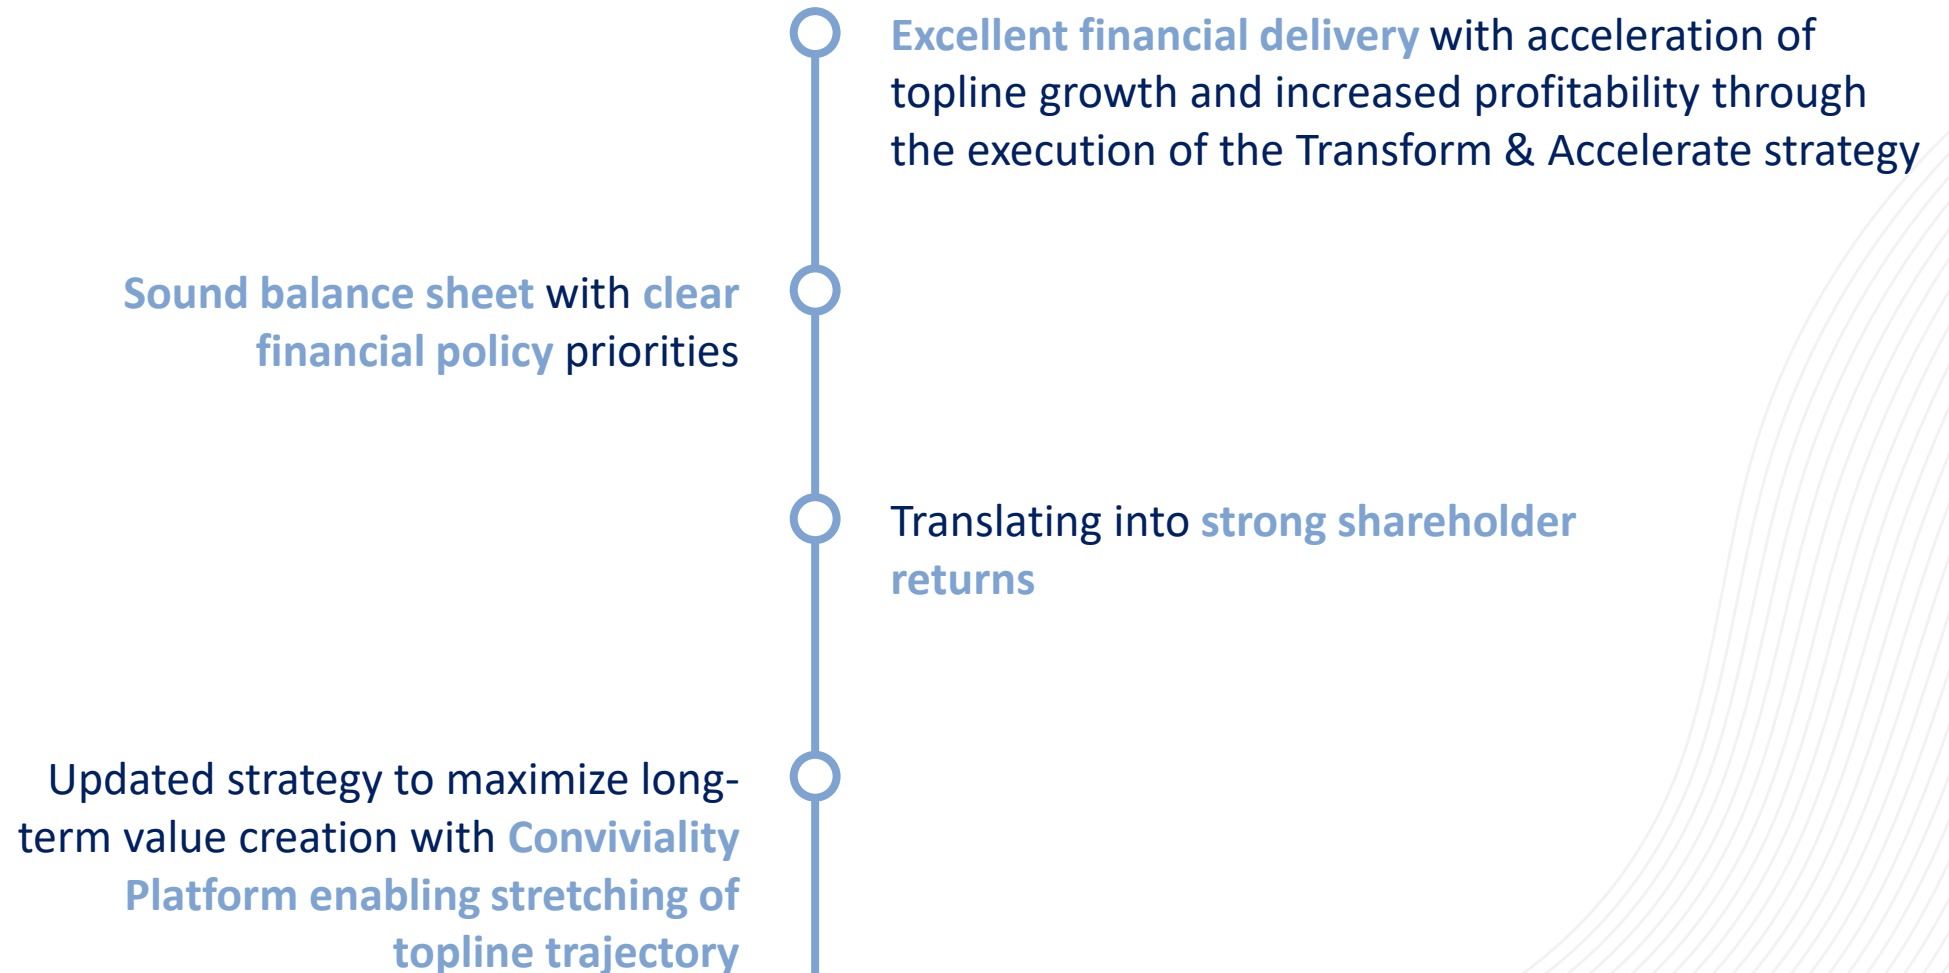 Excellent financial delivery with acceleration of
topline growth and increased profitability through
the execution of the Transform & Accelerate strategy
Sound balance sheet with clear
financial policy priorities
Translating into strong shareholder
returns
Updated strategy to maximize long-
term value creation with Conviviality
Platform enabling stretching of
topline trajectory